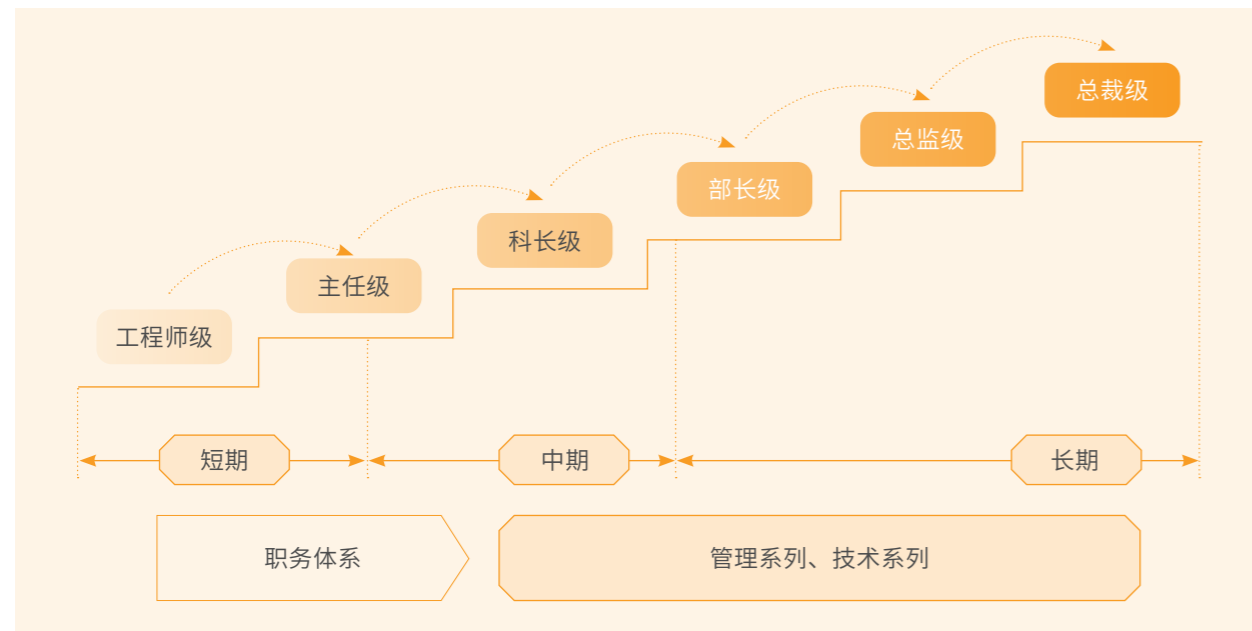 总裁级
总监级
部长级
科长级
主任级
工程师级
短期
中期
长期
职务体系
管理系列、技术系列